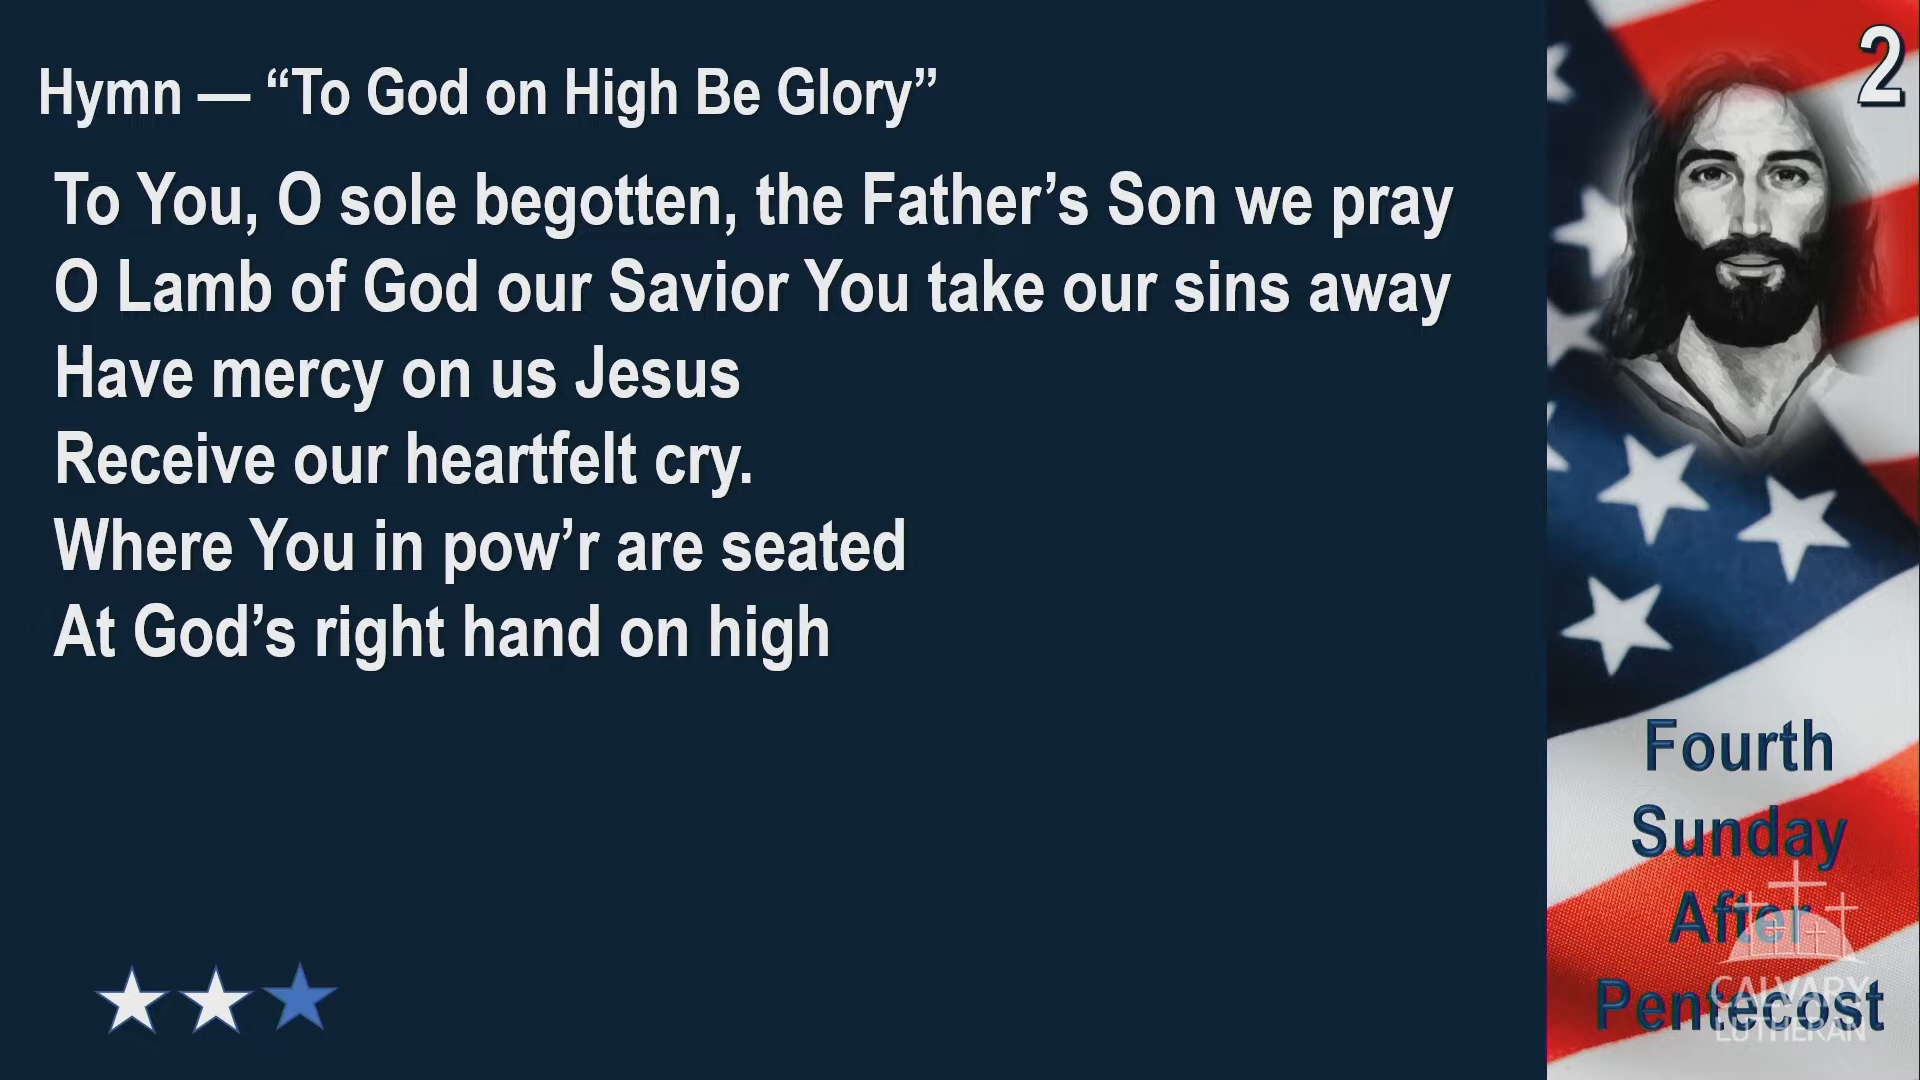 Hymn — “To God on High Be Glory”
To You, O sole begotten, the Father’s Son we pray
O Lamb of God our Savior You take our sins away
Have mercy on us Jesus
Receive our heartfelt cry.
Where You in pow’r are seated
At God’s right hand on high
2
Fourth
Sunday
After
Pentecost
CALVARY
LUTHERAN